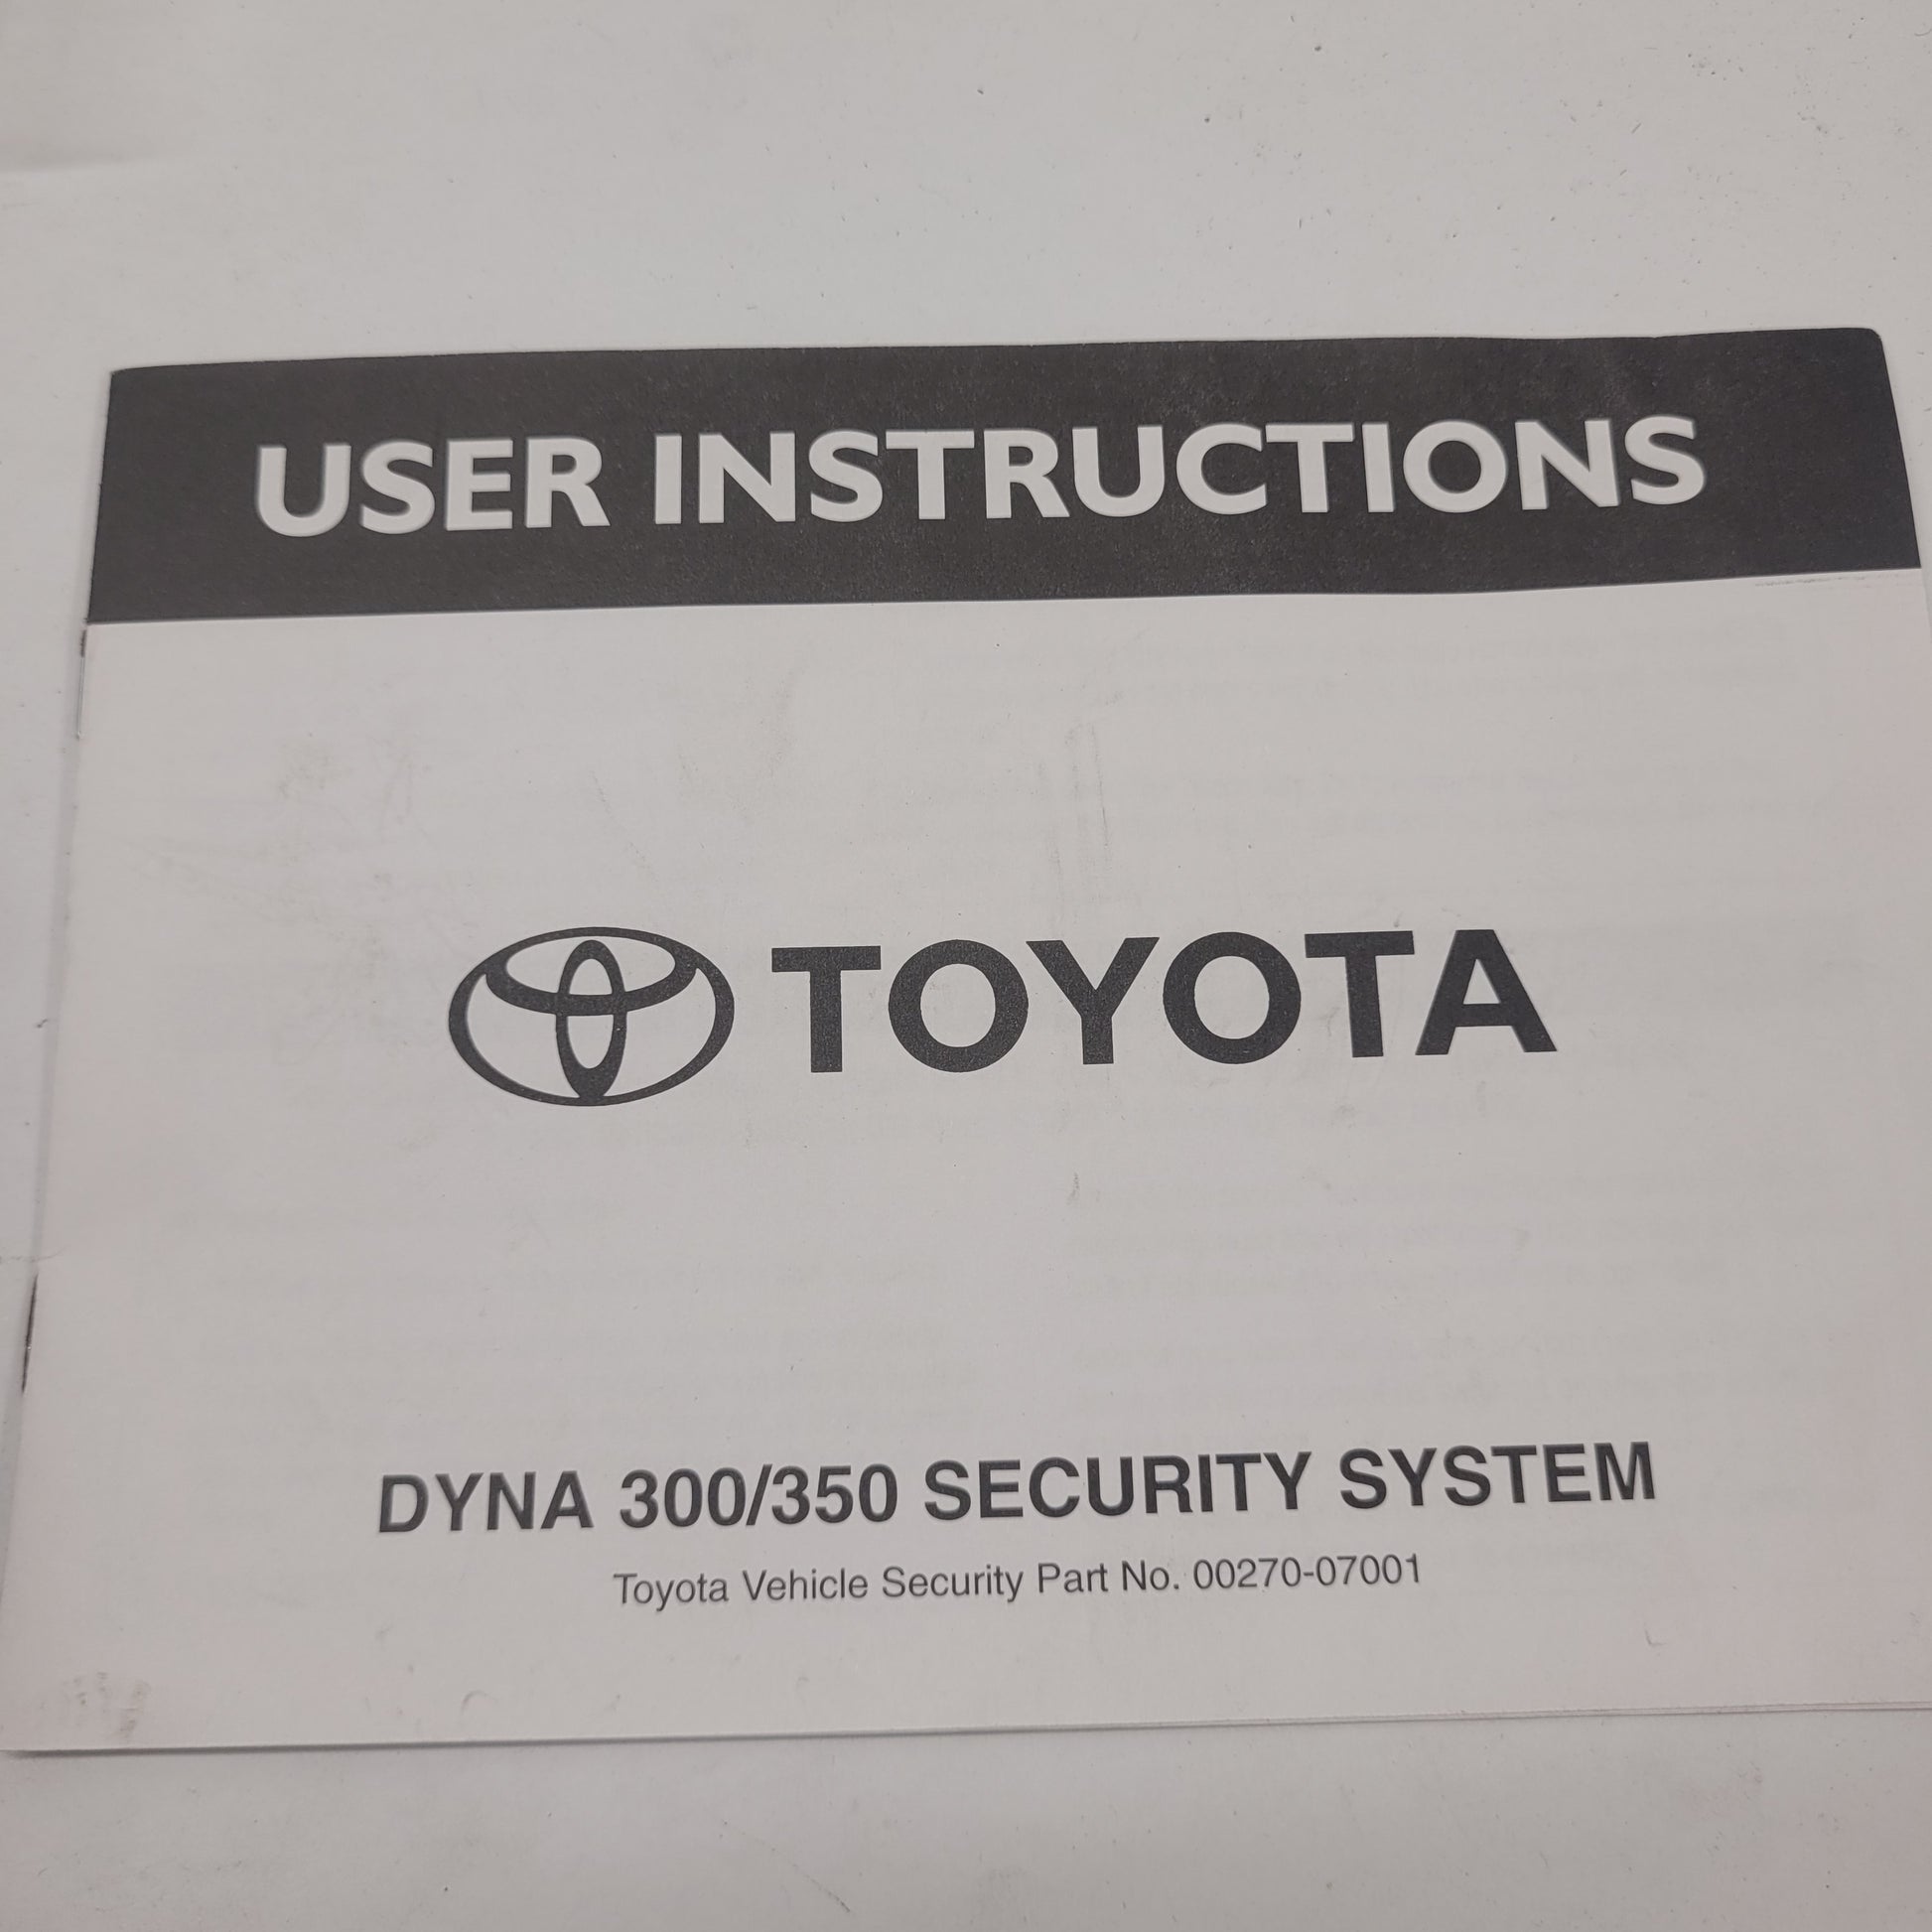 USER INSTRUCTIONS
TOYOTA
DYNA 300/350 SECURITY SYSTEM
Toyota Vehicle Security Part No. 00270-07001